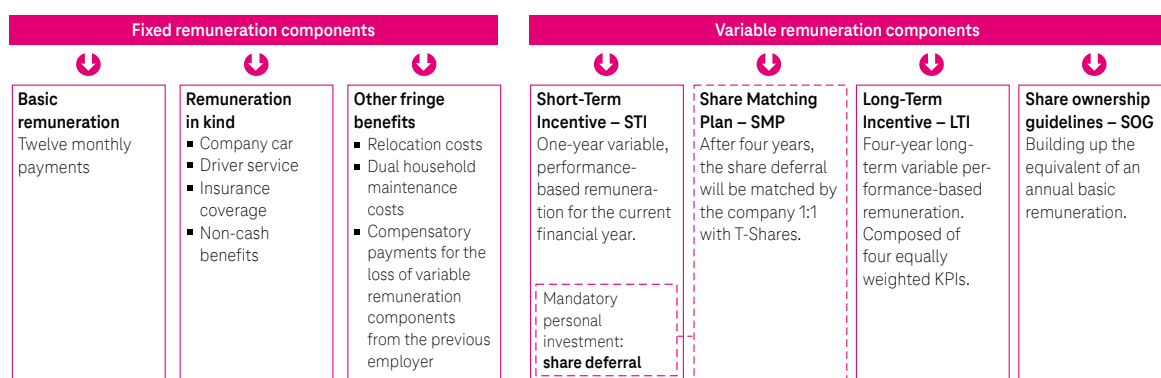 Fixed remuneration components
Variable remuneration components
Basic
remuneration
Twelve monthly
payments
Remuneration
in kind
▪ Company car
▪ Driver service
▪ Insurance
coverage
▪ Non-cash
benefits
Other fringe
benefits
▪ Relocation costs
▪ Dual household
maintenance
costs
▪ Compensatory
payments for the
loss of variable
remuneration
components
from the previous
employer
Short-Term
Incentive – STI
One-year variable,
performance-
based remunera-
tion for the current
financial year.
Mandatory
personal
investment:
share deferral
Share Matching
Plan – SMP
After four years,
the share deferral
will be matched by
the company 1:1
with T-Shares.
Long-Term
Incentive – LTI
Four-year long-
term variable per-
formance-based
remuneration.
Composed of
four equally
weighted KPIs.
Share ownership
guidelines – SOG
Building up the
equivalent of an
annual basic
remuneration.